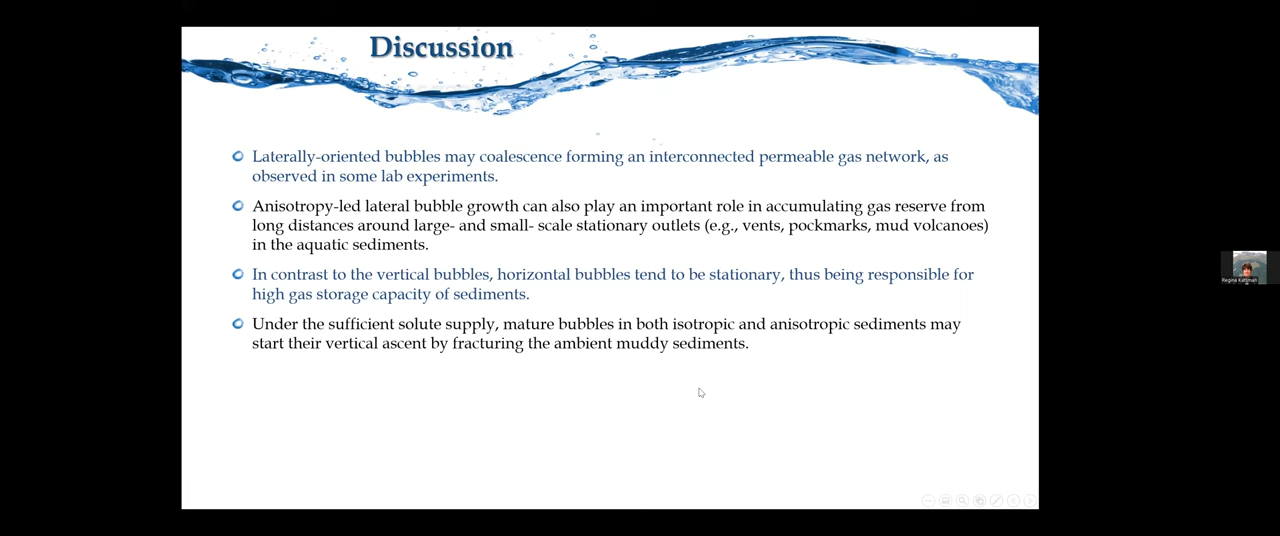 Discussion
Laterally-oriented bubbles may coalescence forming an interconnected permeable gas network, as
observed in some lab experiments.
Anisotropy-led lateral bubble growth can also play an important role in accumulating gas reserve from
long distances around large- and small- scale stationary outlets (e.g., vents, pockmarks, mud volcanoes)
in the aquatic sediments.
In contrast to the vertical bubbles, horizontal bubbles tend to be stationary, thus being responsible for
high gas storage capacity of sediments.
Under the sufficient solute supply, mature bubbles in both isotropic and anisotropic sediments may
start their vertical ascent by fracturing the ambient muddy sediments.
Regina Katsman